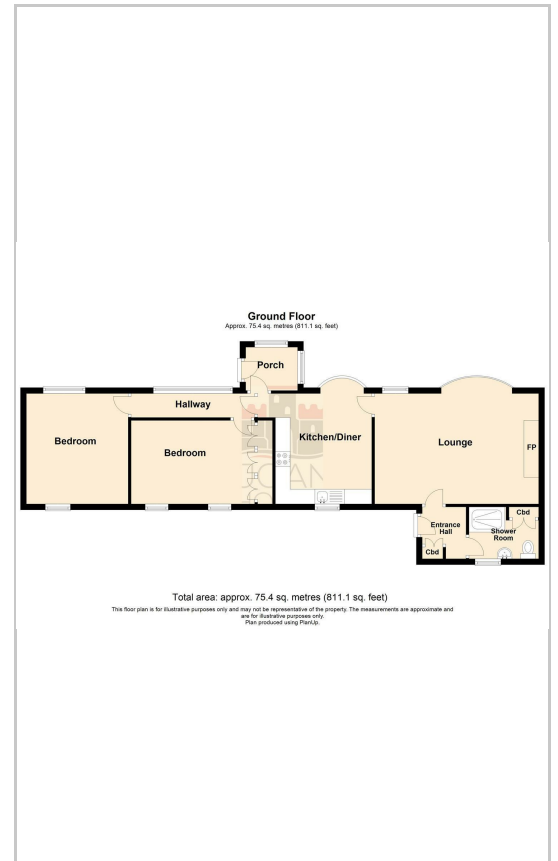 Ground Floor
Approx. 75.4 sq. metres (811.1 sq. feet)
Porch
Hallway
Bedroom
Bedroom
Kitchen/Diner
Lounge
FP
Entrance
Hall
Cbd
Shower
Room
Cbd
Total area: approx. 75.4 sq. metres (811.1 sq. feet)
This floor plan is for illustrative purposes only and may not be representative of the property. The measurements are approximate and
are for illustrative purposes only.
Plan produced using PlanUp.